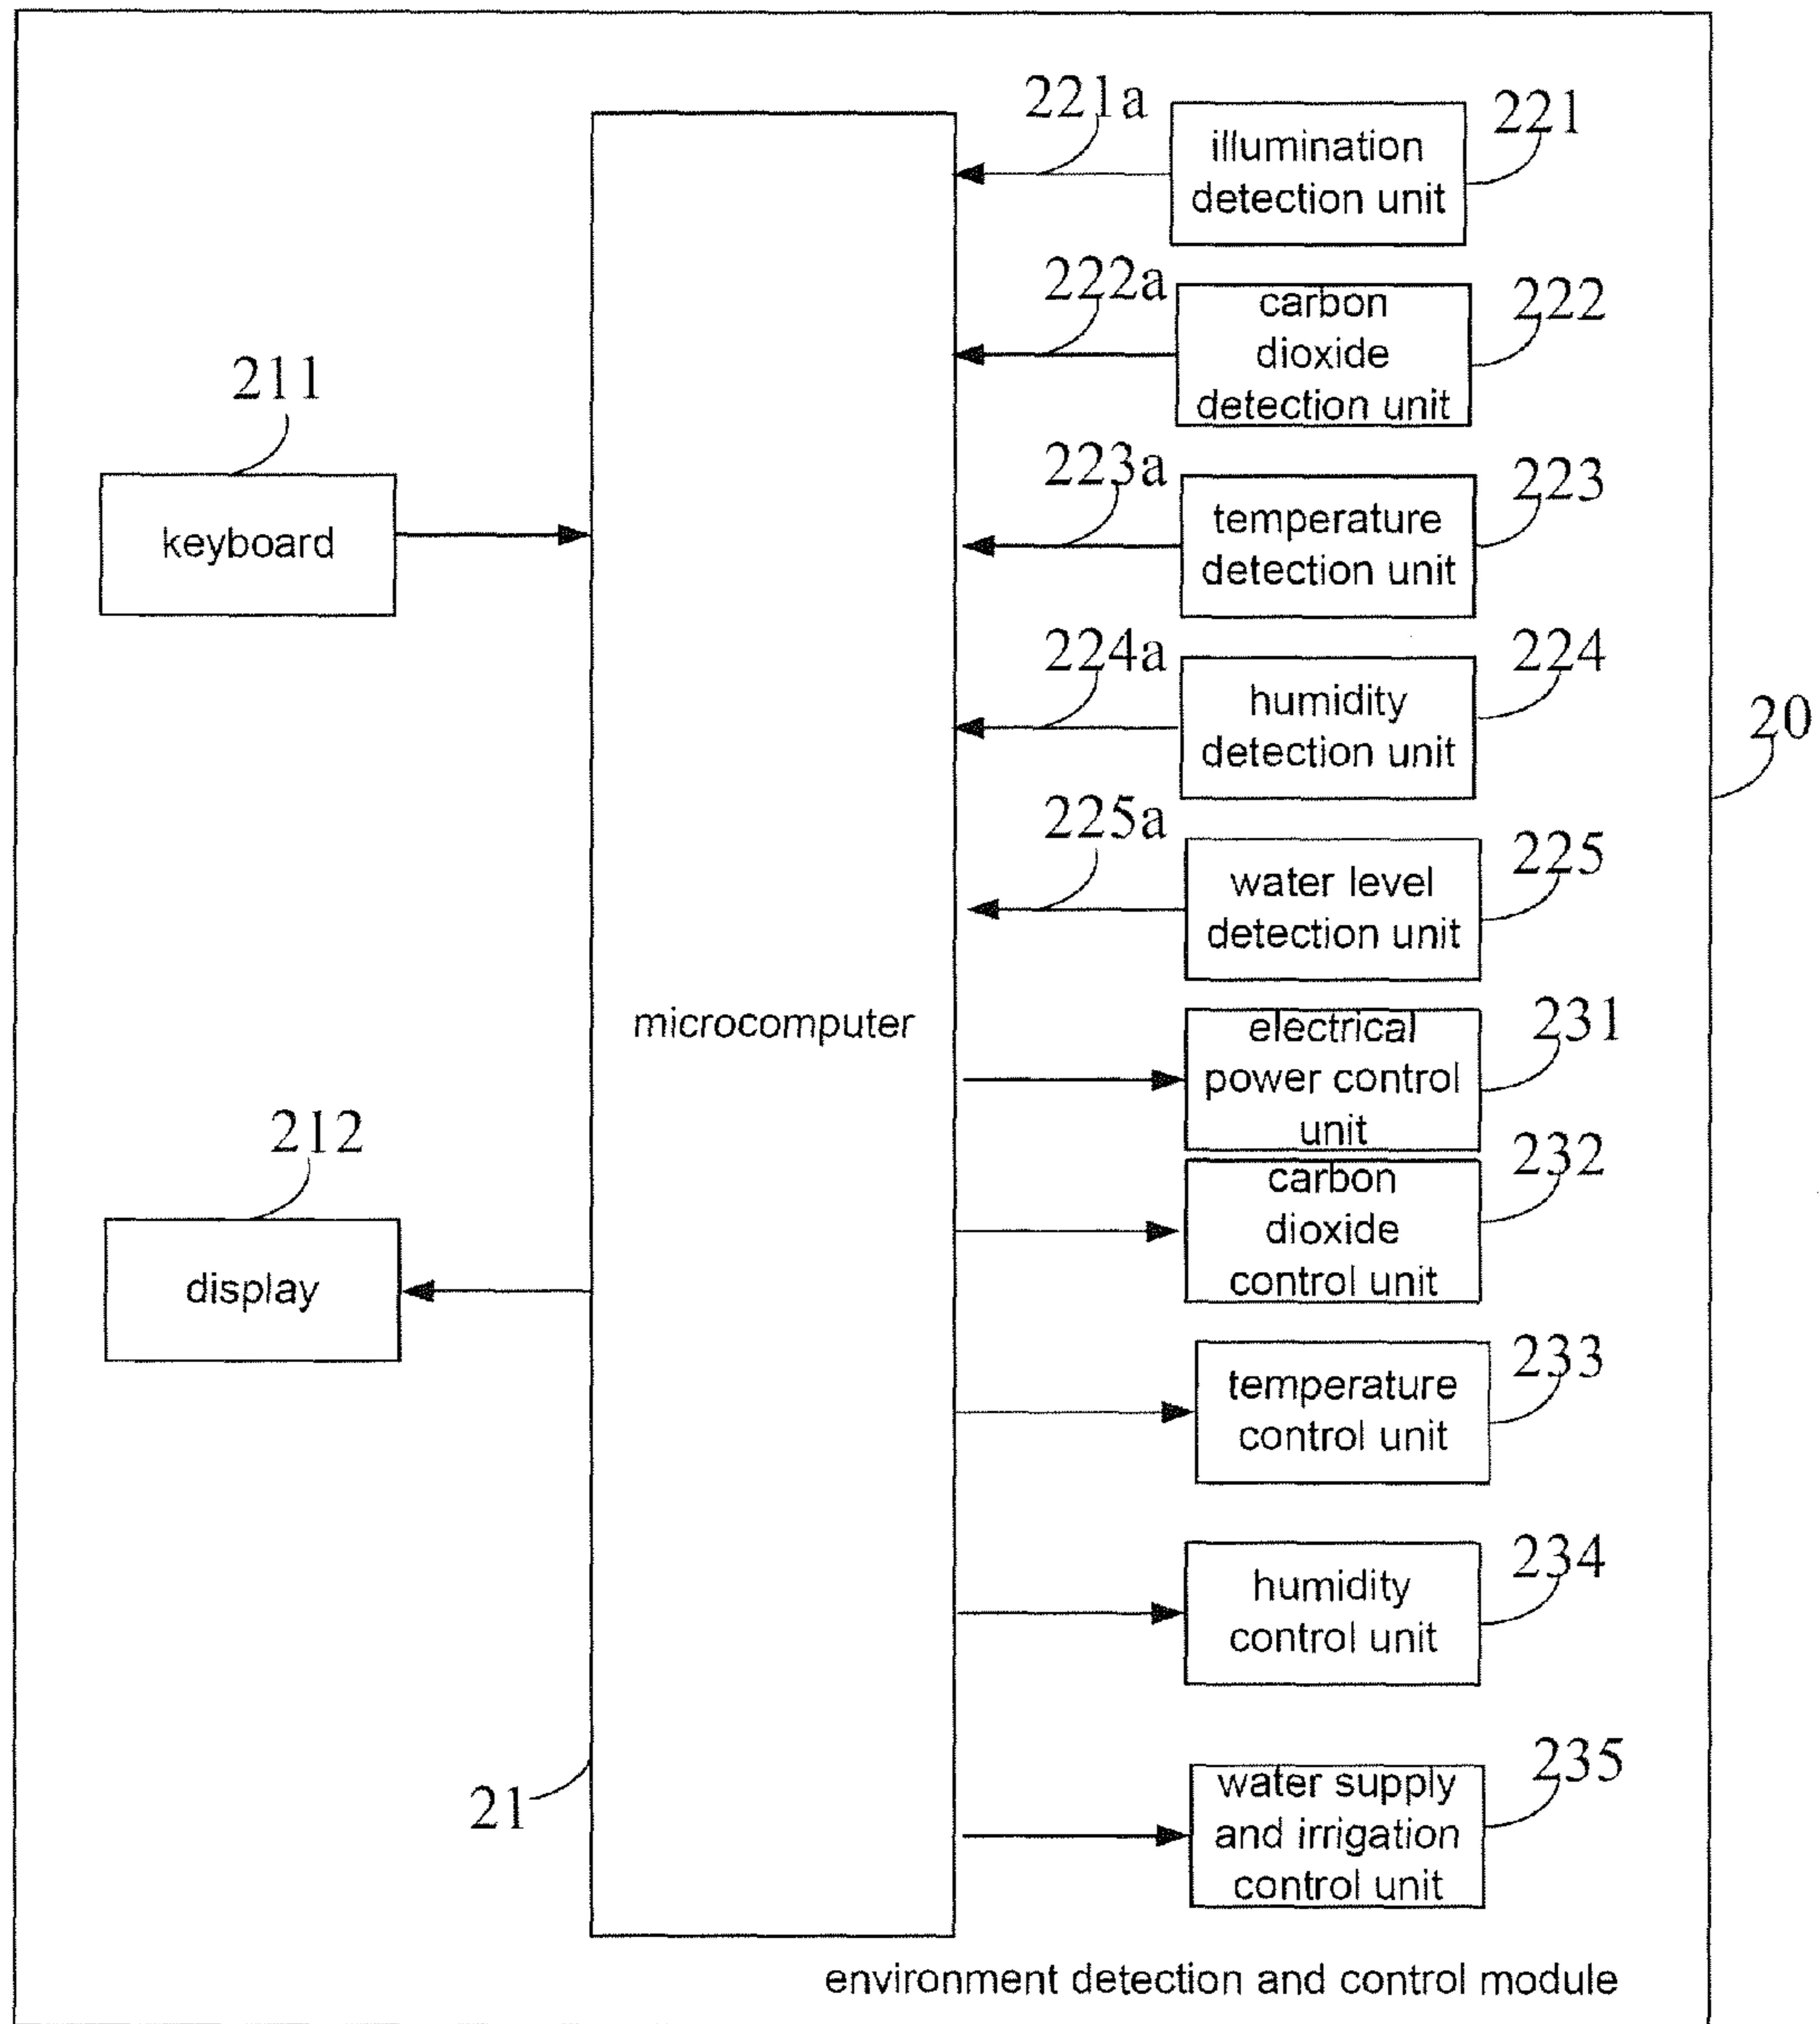 221a
illumination
detection unit
221
222a
carbon
dioxide
detection unit
222
211
keyboard
223a
temperature
detection unit
223
224a
humidity
detection unit
224
20
225a
water level
detection unit
225
microcomputer
electrical
power control
unit
231
212
display
carbon
dioxide
control unit
232
temperature
control unit
233
humidity
control unit
234
21
water supply
and irrigation
control unit
235
environment detection and control module